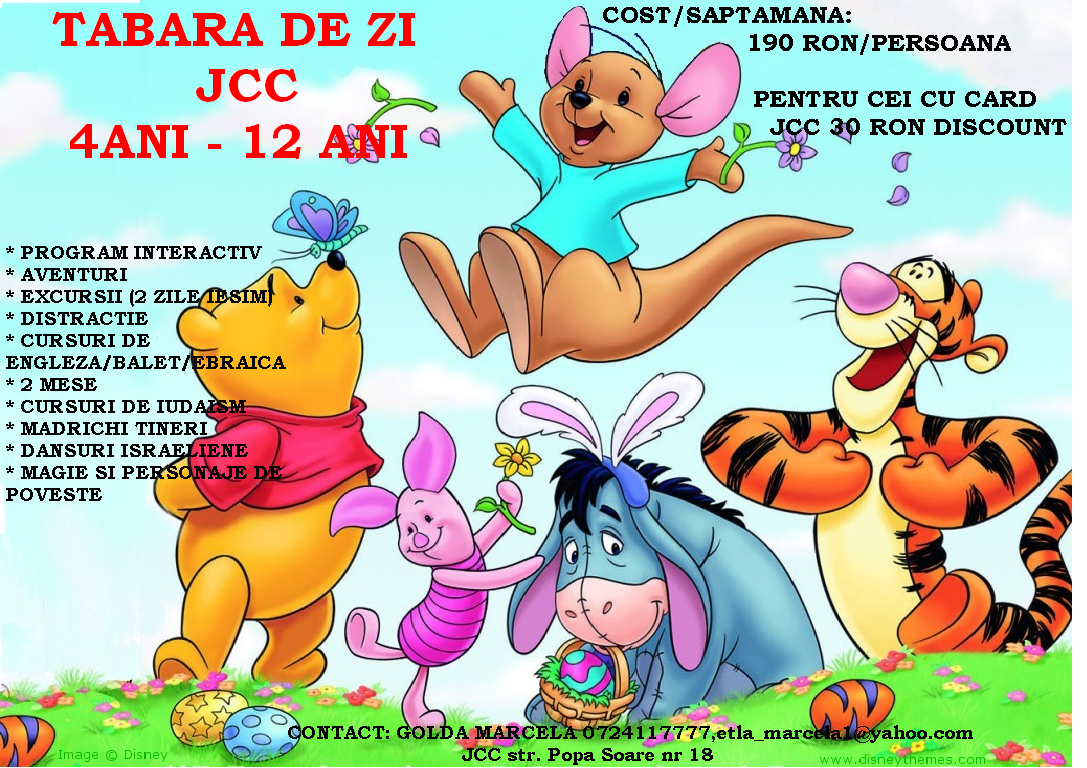 TABARA DE ZI
JCC
4ANI - 12 ANI
COST/SAPTAMANA:
190 RON/PERSOANA
PENTRU CEI CU CARD
JCC 30 RON DISCOUNT
* PROGRAM INTERACTIV
* AVENTURI
* EXCURSII (2 ZILE IESIM)
* DISTRACTIE
* CURSURI DE
ENGLEZA/BALET/EBRAICA
* 2 MESE
* CURSURI DE IUDAISM
* MADRICHI TINERI
* DANSURI ISRAELIENE
* MAGIE SI PERSONAJE DE
POVESTE
CONTACT: GOLDA MARCELA 0724117777,etla_marcela1@yahoo.com
JCC str. Popa Soare nr 18
Image © Disney
www.disneythemes.com